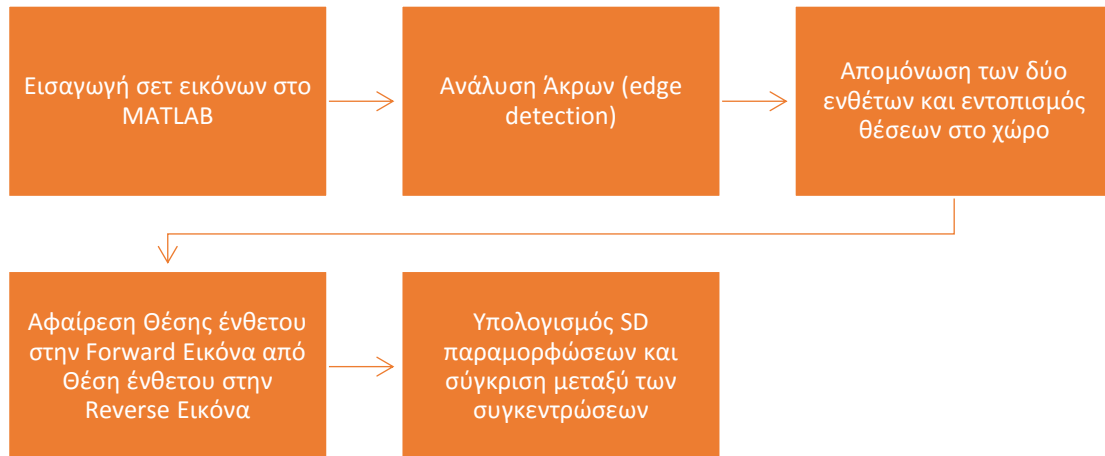 Εισαγωγή σετ εικόνων στο
MATLAB
Ανάλυση Άκρων (edge
detection)
Απομόνωση των δύο
ενθέτων και εντοπισμός
θέσεων στο χώρο
Αφαίρεση Θέσης ένθετου
στην Forward Εικόνα από
Θέση ένθετου στην
Reverse Εικόνα
Υπολογισμός SD
παραμορφώσεων και
σύγκριση μεταξύ των
συγκεντρώσεων